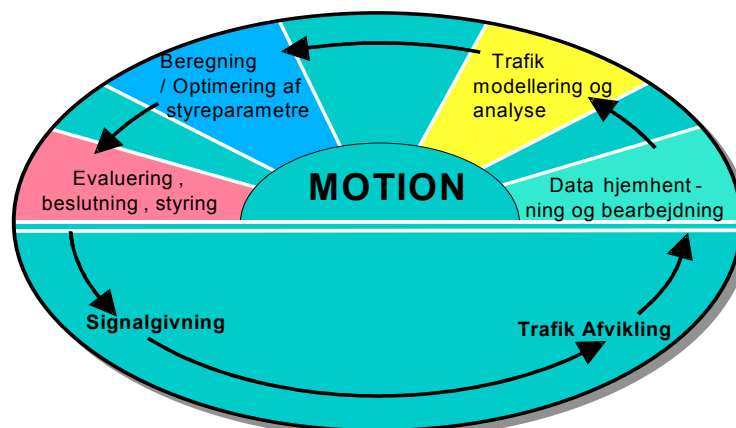 Beregning
/ Optimering af
styreparametre
Trafik
modellering og
analyse
Evaluering ,
beslutning , styring
MOTION
Data hjemhent -
ning og bearbejdning
Signalgivning
Trafik Afvikling